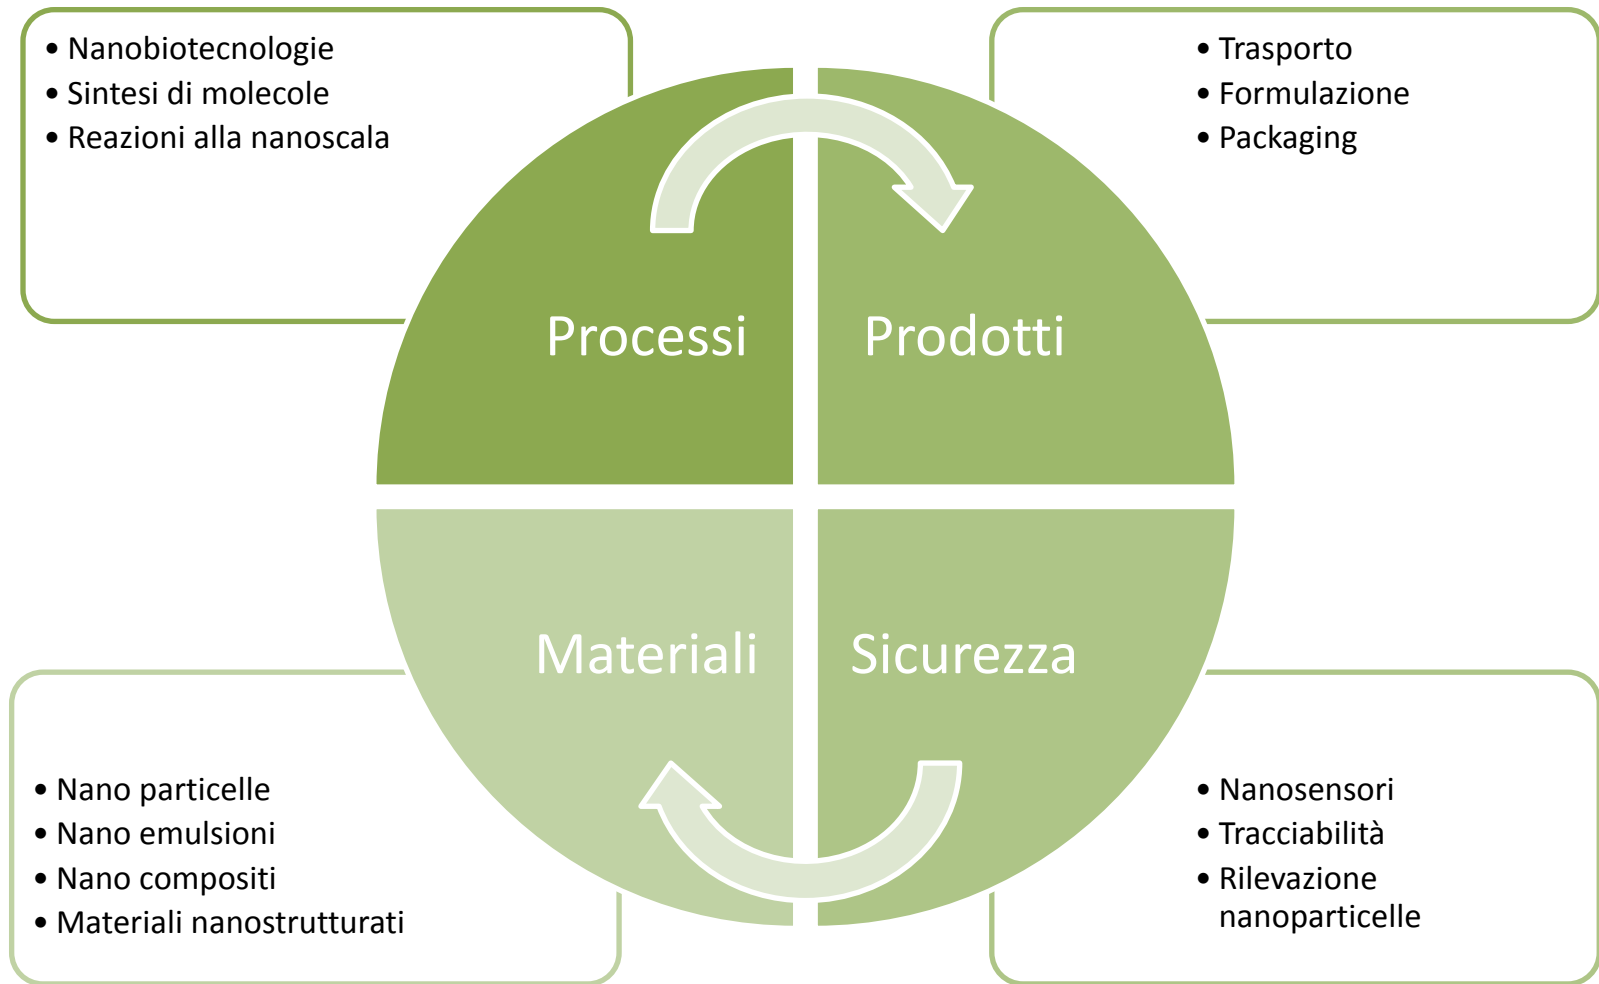 • Nanobiotecnologie
• Sintesi di molecole
• Reazioni alla nanoscala
• Trasporto
• Formulazione
• Packaging
Processi
Prodotti
Materiali
Sicurezza
• Nano particelle
• Nano emulsioni
• Nano compositi
• Materiali nanostrutturati
• Nanosensori
• Tracciabilità
• Rilevazione
nanoparticelle